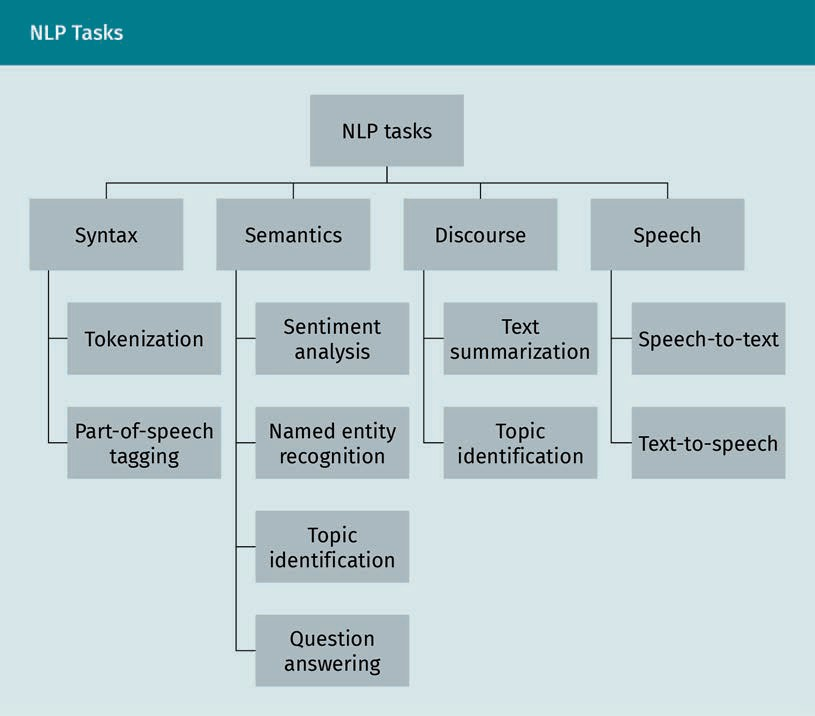 NLP Tasks
NLP tasks
Syntax
Semantics
Discourse
Speech
Tokenization
Part-of-speech
tagging
Sentiment
analysis
Named entity
recognition
Topic
identification
Question
answering
Text
summarization
Topic
identification
Speech-to-text
Text-to-speech